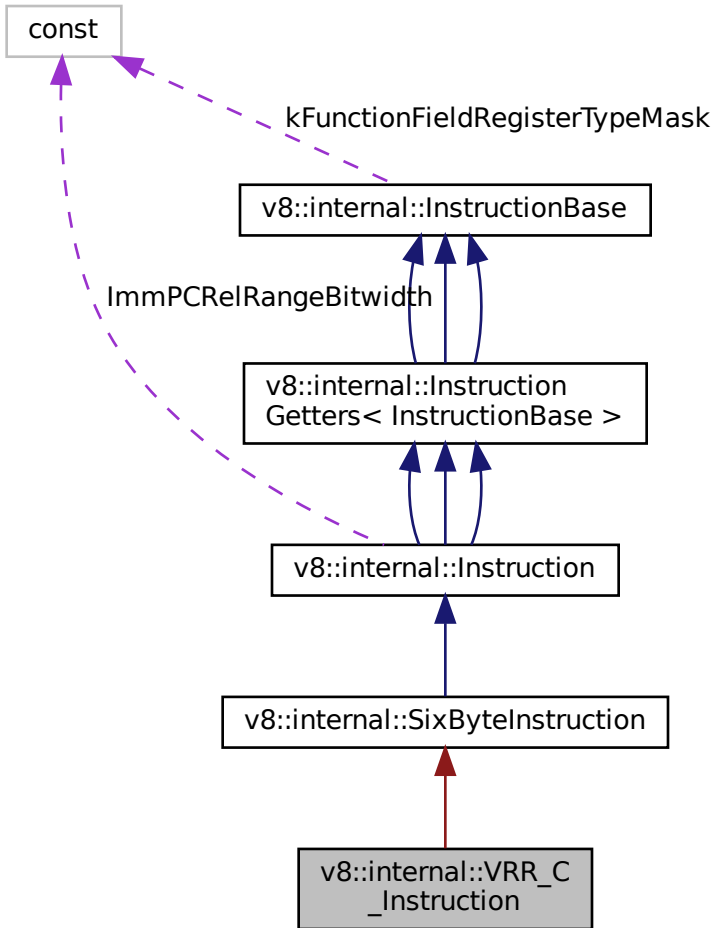 const
kFunctionFieldRegisterTypeMask
v8::internal::InstructionBase
ImmPCRelRangeBitwidth
v8::internal::Instruction
Getters< InstructionBase >
v8::internal::Instruction
v8::internal::SixByteInstruction
v8::internal::VRR_C
_Instruction